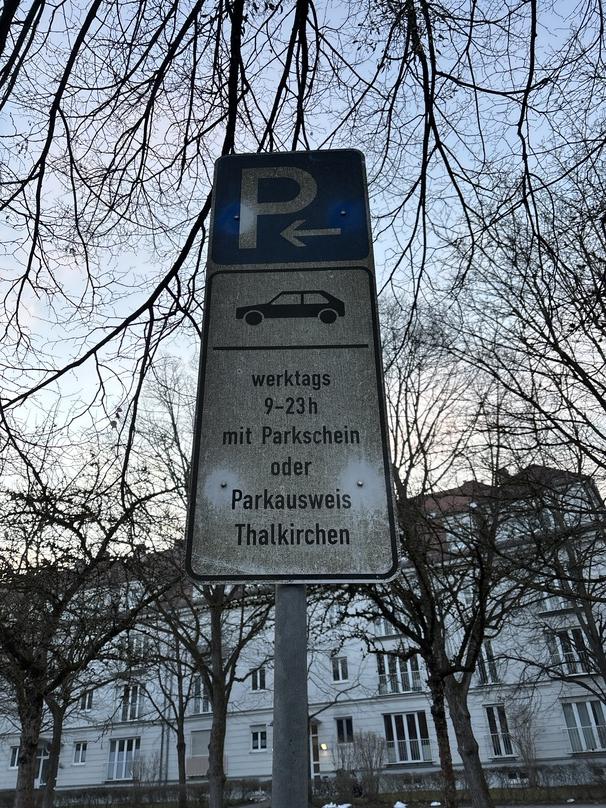 P
werktags
9-23h
mit Parkschein
oder
Parkausweis
Thalkirchen